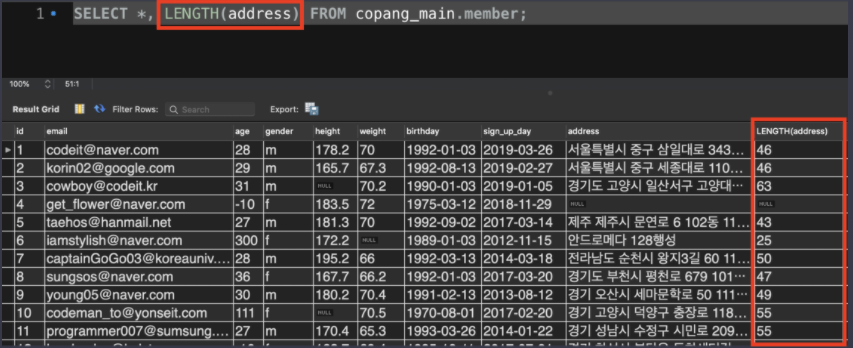 1 SELECT *, LENGTH(address) FROM copang_main.member;
100% 51:1
Result Grid Filter Rows: Search Export:
id email age gender height weight birthday sign_up_day address LENGTH(address)
1 codeit@naver.com 28 m 178.2 70 1992-01-03 2019-03-26 서울특별시 중구 삼일대로 343... 46
2 korin02@google.com 29 m 165.7 67.3 1992-08-13 2019-02-27 서울특별시 중구 세종대로 110... 46
3 cowboy@codeit.kr 31 m NULL 70.2 1990-01-03 2019-01-05 경기도 고양시 일산서구 고양대... 63
4 get_flower@naver.com -10 f 183.5 72 1975-03-12 2018-11-29 NULL NULL
5 taehos@hanmail.net 27 m 181.3 70 1992-09-02 2017-03-14 제주 제주시 문연로 6 102동 11... 43
6 iamstylish@naver.com 300 f 172.2 NULL 1989-01-03 2012-11-15 안드로메다 128행성 25
7 captainGoGo03@koreauniv.... 28 m 195.2 66 1992-03-13 2014-03-18 전라남도 순천시 왕지3길 60 11... 50
8 sungsos@naver.com 36 f 167.7 66.2 1992-01-03 2017-03-20 경기도 부천시 평천로 679 101... 47
9 young05@naver.com 30 m 180.2 70.4 1991-02-13 2013-08-12 경기 오산시 세마문학로 50 111... 49
10 codeman_to@yonseit.com 111 f NULL 70.5 1970-08-01 2017-02-20 경기 고양시 덕양구 충장로 118... 55
11 programmer007@sumsung... 27 m 170.4 65.3 1993-03-26 2014-01-22 경기 성남시 수정구 시민로 209... 55